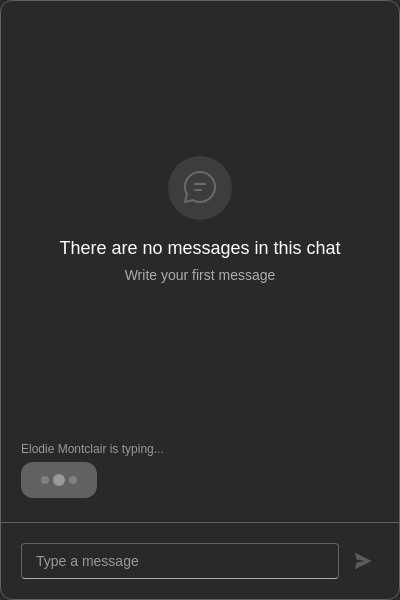 There are no messages in this chat
Write your first message
Elodie Montclair is typing...
Type a message